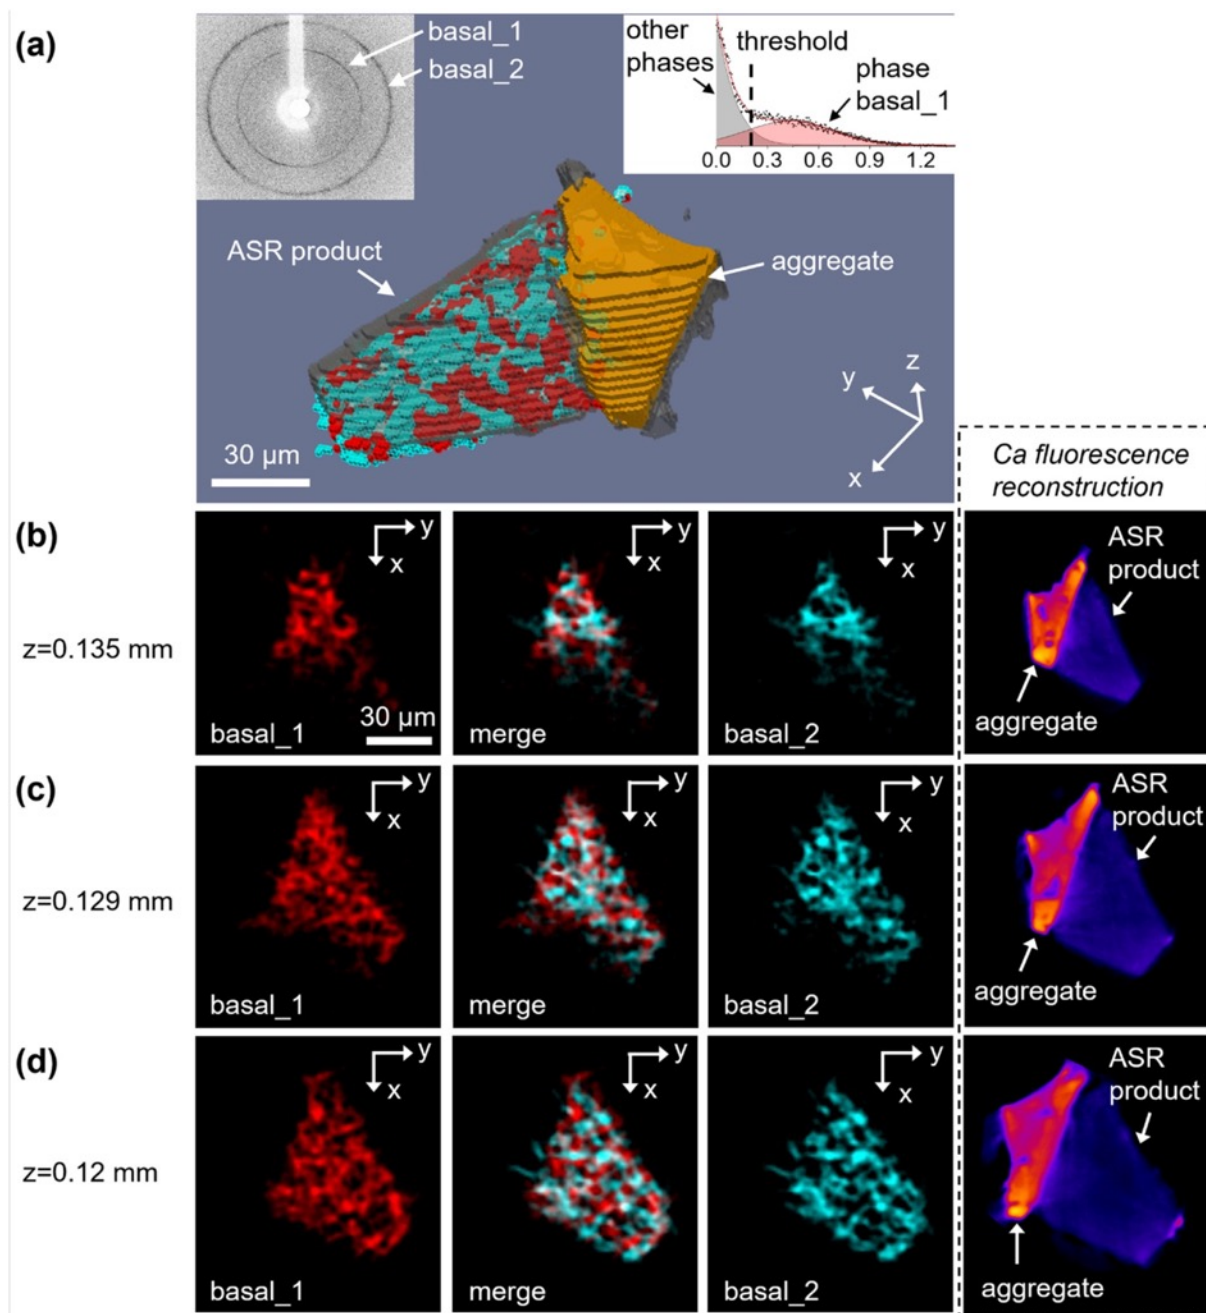 (a)
basal_1
basal_2
other
phases
threshold
phase
basal_1
0.0 0.3 0.6 0.9 1.2
ASR
product
aggregate
30 µm
z
y
x
Ca fluorescence
reconstruction
(b)
z=0.135 mm
y
x
basal_1
30 µm
y
x
merge
y
x
basal_2
ASR
product
aggregate
(c)
z=0.129 mm
y
x
basal_1
y
x
merge
y
x
basal_2
ASR
product
aggregate
(d)
z=0.12 mm
y
x
basal_1
y
x
merge
y
x
basal_2
ASR
product
aggregate